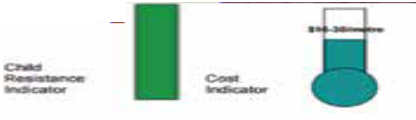 Child
Resistance
Indicator
Cost
Indicator